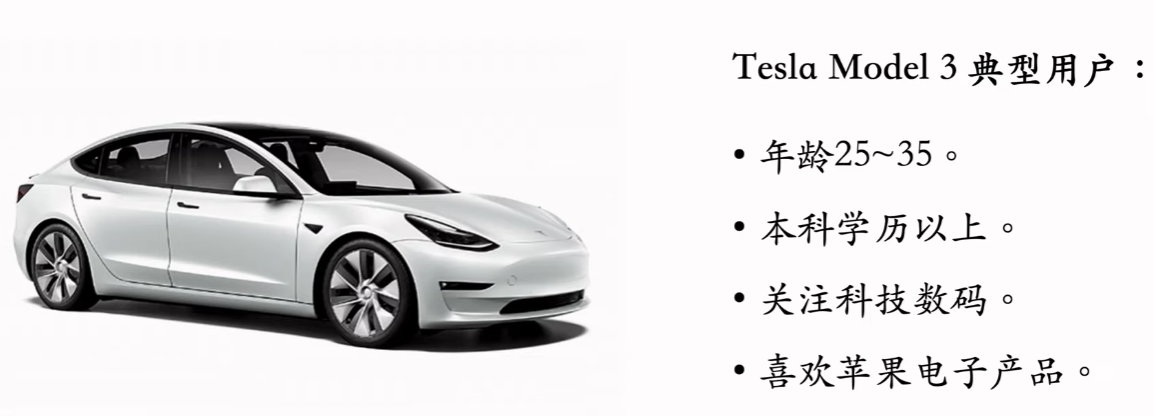 Tesla Model 3 典型用户：
• 年龄25~35。
• 本科学历以上。
• 关注科技数码。
• 喜欢苹果电子产品。